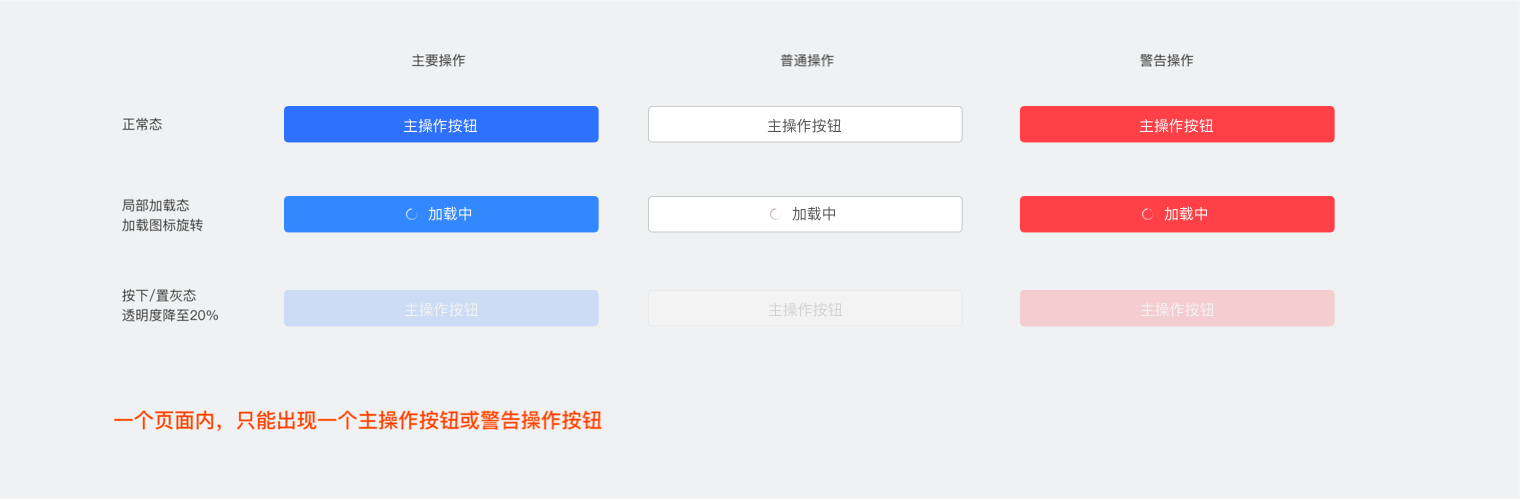 主要操作 普通操作 警告操作
正常态 主操作按钮 主操作按钮 主操作按钮
局部加载态
加载图标旋转
加载中 加载中 加载中
按下/置灰态
透明度降至20%
主操作按钮 主操作按钮 主操作按钮
一个页面内，只能出现一个主操作按钮或警告操作按钮